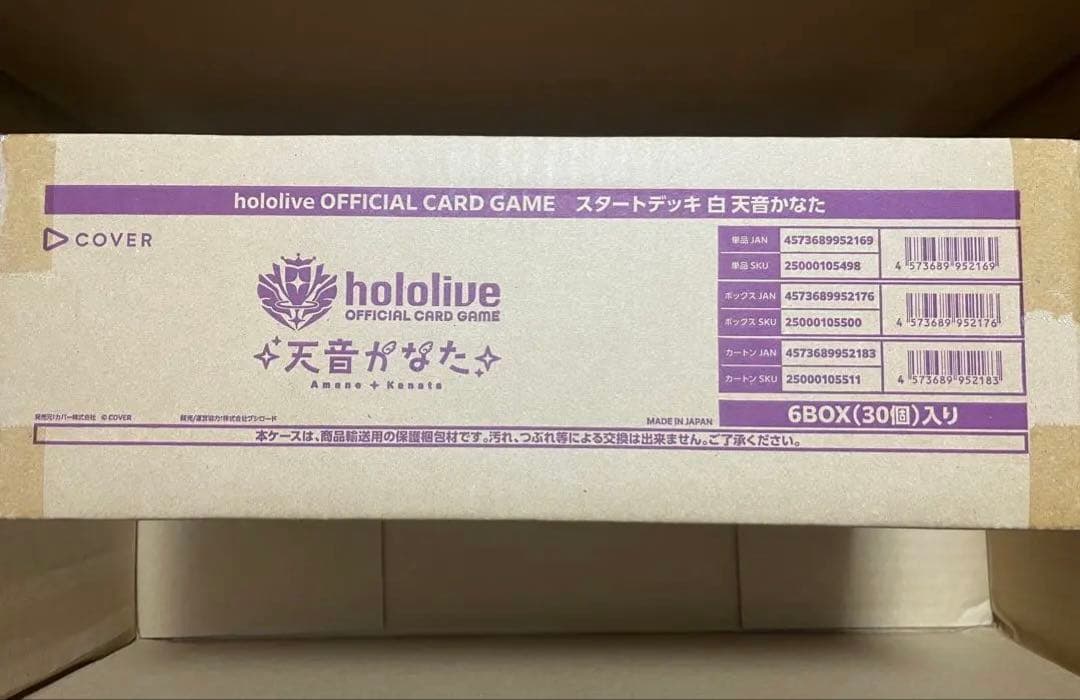 hololive OFFICIAL CARD GAME スタートデッキ 白 天音かなた
COVER
hololive
OFFICIAL CARD GAME
天音かなた
Amane + Kanata
単品 JAN 4573689952169
4 573689 952169
単品 SKU 25000105498
ボックス JAN 4573689952176
4 573689 952176
ボックス SKU 25000105500
カートン JAN 4573689952183
4 573689 952183
カートン SKU 25000105511
発売元:カバー株式会社 © COVER
販売/運営協力:株式会社ブシロード
MADE IN JAPAN
6BOX(30個)入り
本ケースは、商品輸送用の保護梱包材です。汚れ、つぶれ等による交換は出来ません。ご了承ください。